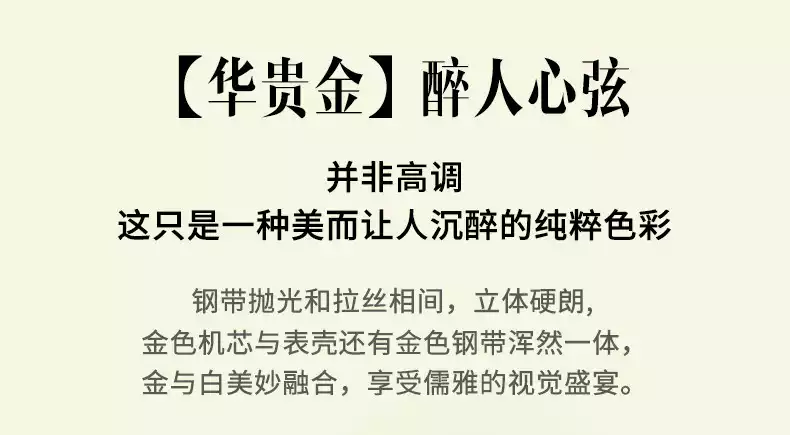 【华贵金】醉人心弦
并非高调
这只是一种美而让人沉醉的纯粹色彩
钢带抛光和拉丝相间，立体硬朗，
金色机芯与表壳还有金色钢带浑然一体，
金与白美妙融合，享受儒雅的视觉盛宴。